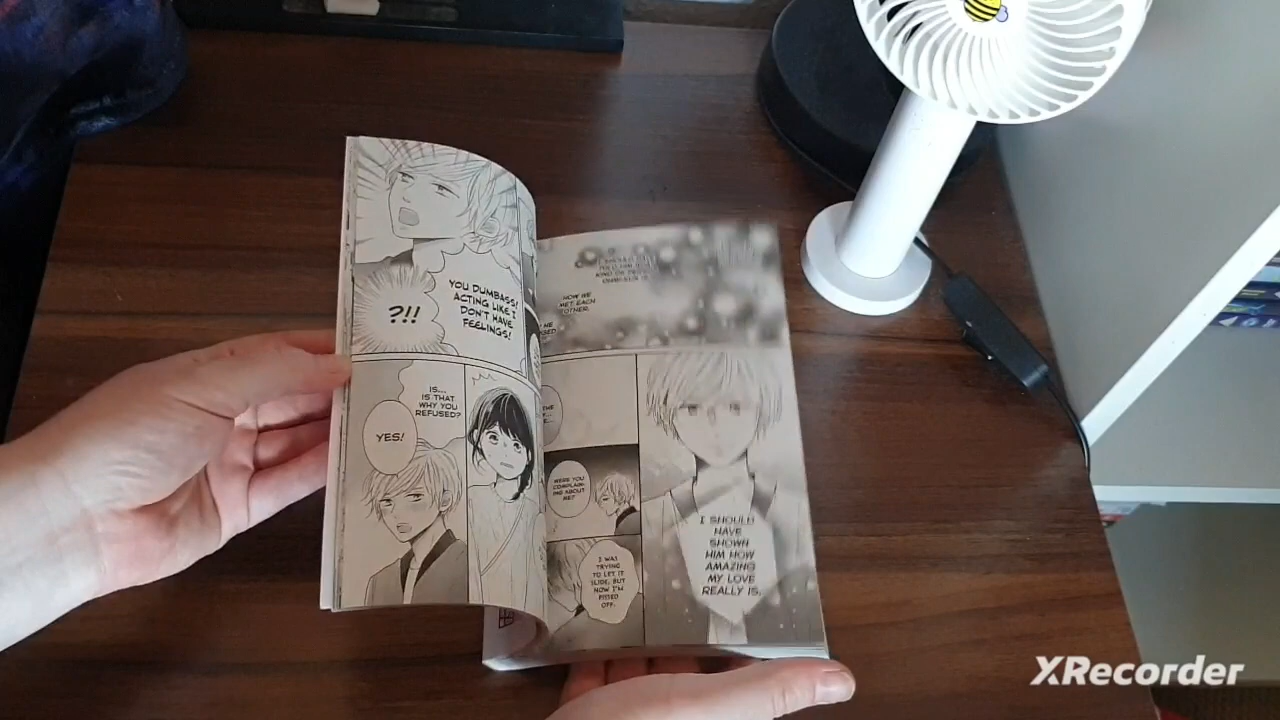 YOU DUMBASS!
ACTING LIKE I
DON'T HAVE
FEELINGS!
?!!
IS...
IS THAT
WHY YOU
REFUSED?
YES!
HOW WE
MET EACH
OTHER.
I SHOULD
HAVE
SHOWN
HIM HOW
AMAZING
MY LOVE
REALLY IS.
WERE YOU
COMPLAIN-
ING ABOUT
ME?
I WAS
TRYING
TO LET IT
SLIDE, BUT
NOW I'M
PISSED
OFF.
XRecorder